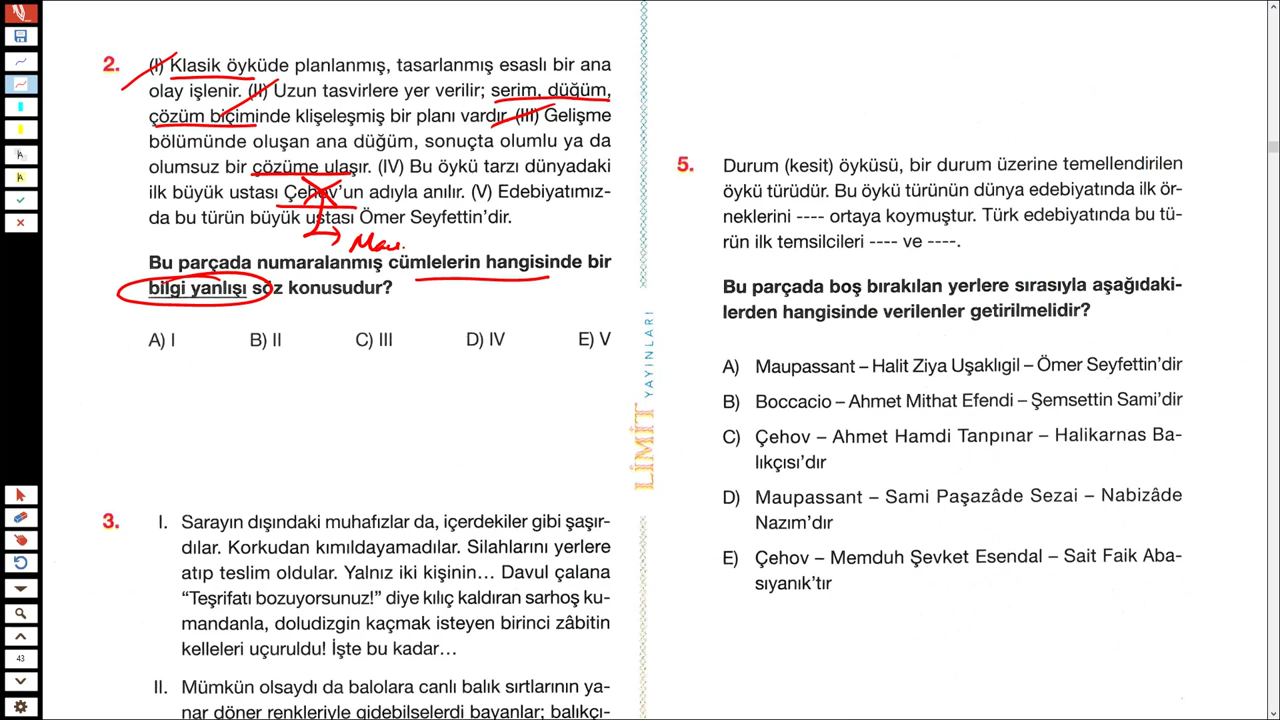 2. (I) Klasik öyküde planlanmış, tasarlanmış esaslı bir ana
olay işlenir. (II) Uzun tasvirlere yer verilir; serim, düğüm,
çözüm biçiminde klişeleşmiş bir planı vardır. (III) Gelişme
bölümünde oluşan ana düğüm, sonuçta olumlu ya da
olumsuz bir çözüme ulaşır. (IV) Bu öykü tarzı dünyadaki
ilk büyük ustası Çehov’un adıyla anılır. (V) Edebiyatımız-
da bu türün büyük ustası Ömer Seyfettin’dir.
Mau.
Bu parçada numaralanmış cümlelerin hangisinde bir
bilgi yanlışı söz konusudur?
A) I B) II C) III D) IV E) V
3. I. Sarayın dışındaki muhafızlar da, içerdekiler gibi şaşır-
dılar. Korkudan kımıldayamadılar. Silahlarını yerlere
atıp teslim oldular. Yalnız iki kişinin... Davul çalana
“Teşrifatı bozuyorsunuz!” diye kılıç kaldıran sarhoş ku-
mandanla, doludizgin kaçmak isteyen birinci zâbitin
kelleleri uçuruldu! İşte bu kadar...
II. Mümkün olsaydı da balolara canlı balık sırtlarının ya-
nar döner renkleriyle gidebilselerdi bayanlar; balıkçı-
LİMİT YAYINLARI
5. Durum (kesit) öyküsü, bir durum üzerine temellendirilen
öykü türüdür. Bu öykü türünün dünya edebiyatında ilk ör-
neklerini ---- ortaya koymuştur. Türk edebiyatında bu tü-
rün ilk temsilcileri ---- ve ----.
Bu parçada boş bırakılan yerlere sırasıyla aşağıdaki-
lerden hangisinde verilenler getirilmelidir?
A) Maupassant – Halit Ziya Uşaklıgil – Ömer Seyfettin’dir
B) Boccacio – Ahmet Mithat Efendi – Şemsettin Sami’dir
C) Çehov – Ahmet Hamdi Tanpınar – Halikarnas Ba-
lıkçısı’dır
D) Maupassant – Sami Paşazâde Sezai – Nabizâde
Nazım’dır
E) Çehov – Memduh Şevket Esendal – Sait Faik Aba-
sıyanık’tır
43